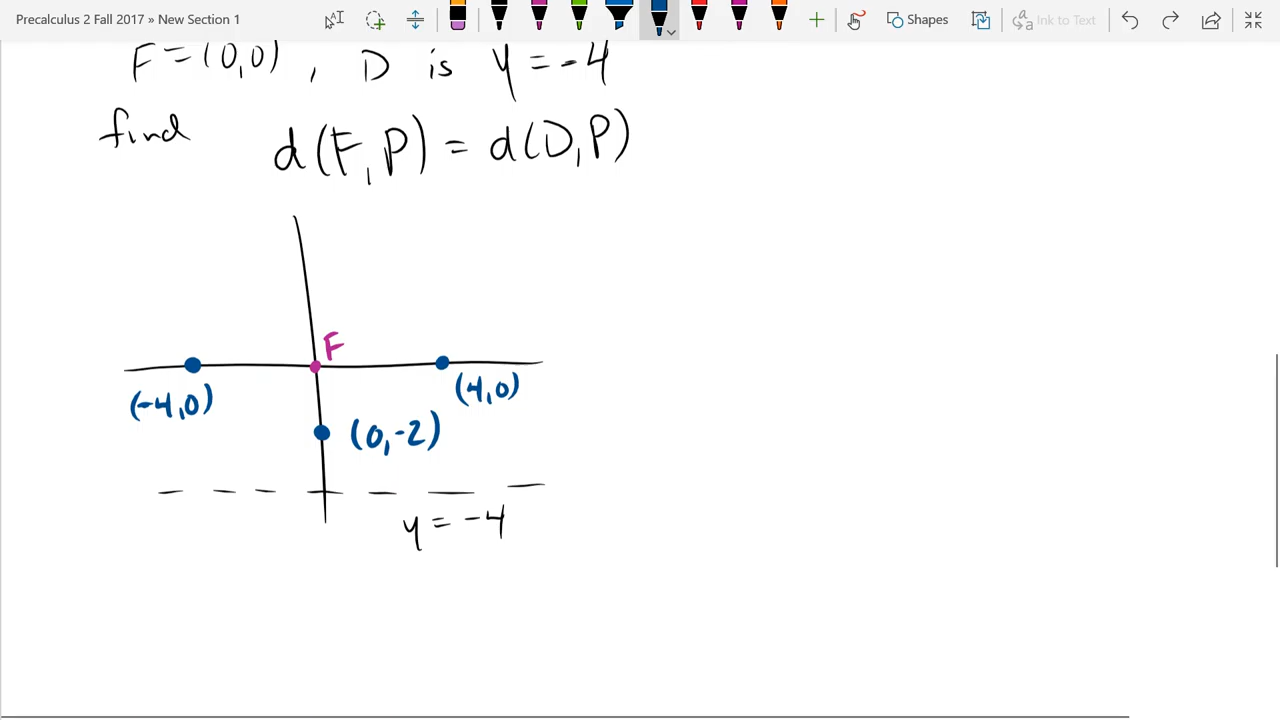 Precalculus 2 Fall 2017 » New Section 1
Shapes
Link to Text
F = (0,0) , D is y = -4
find d(F,P) = d(D,P)
F
(-4,0)
(4,0)
(0,-2)
y = -4